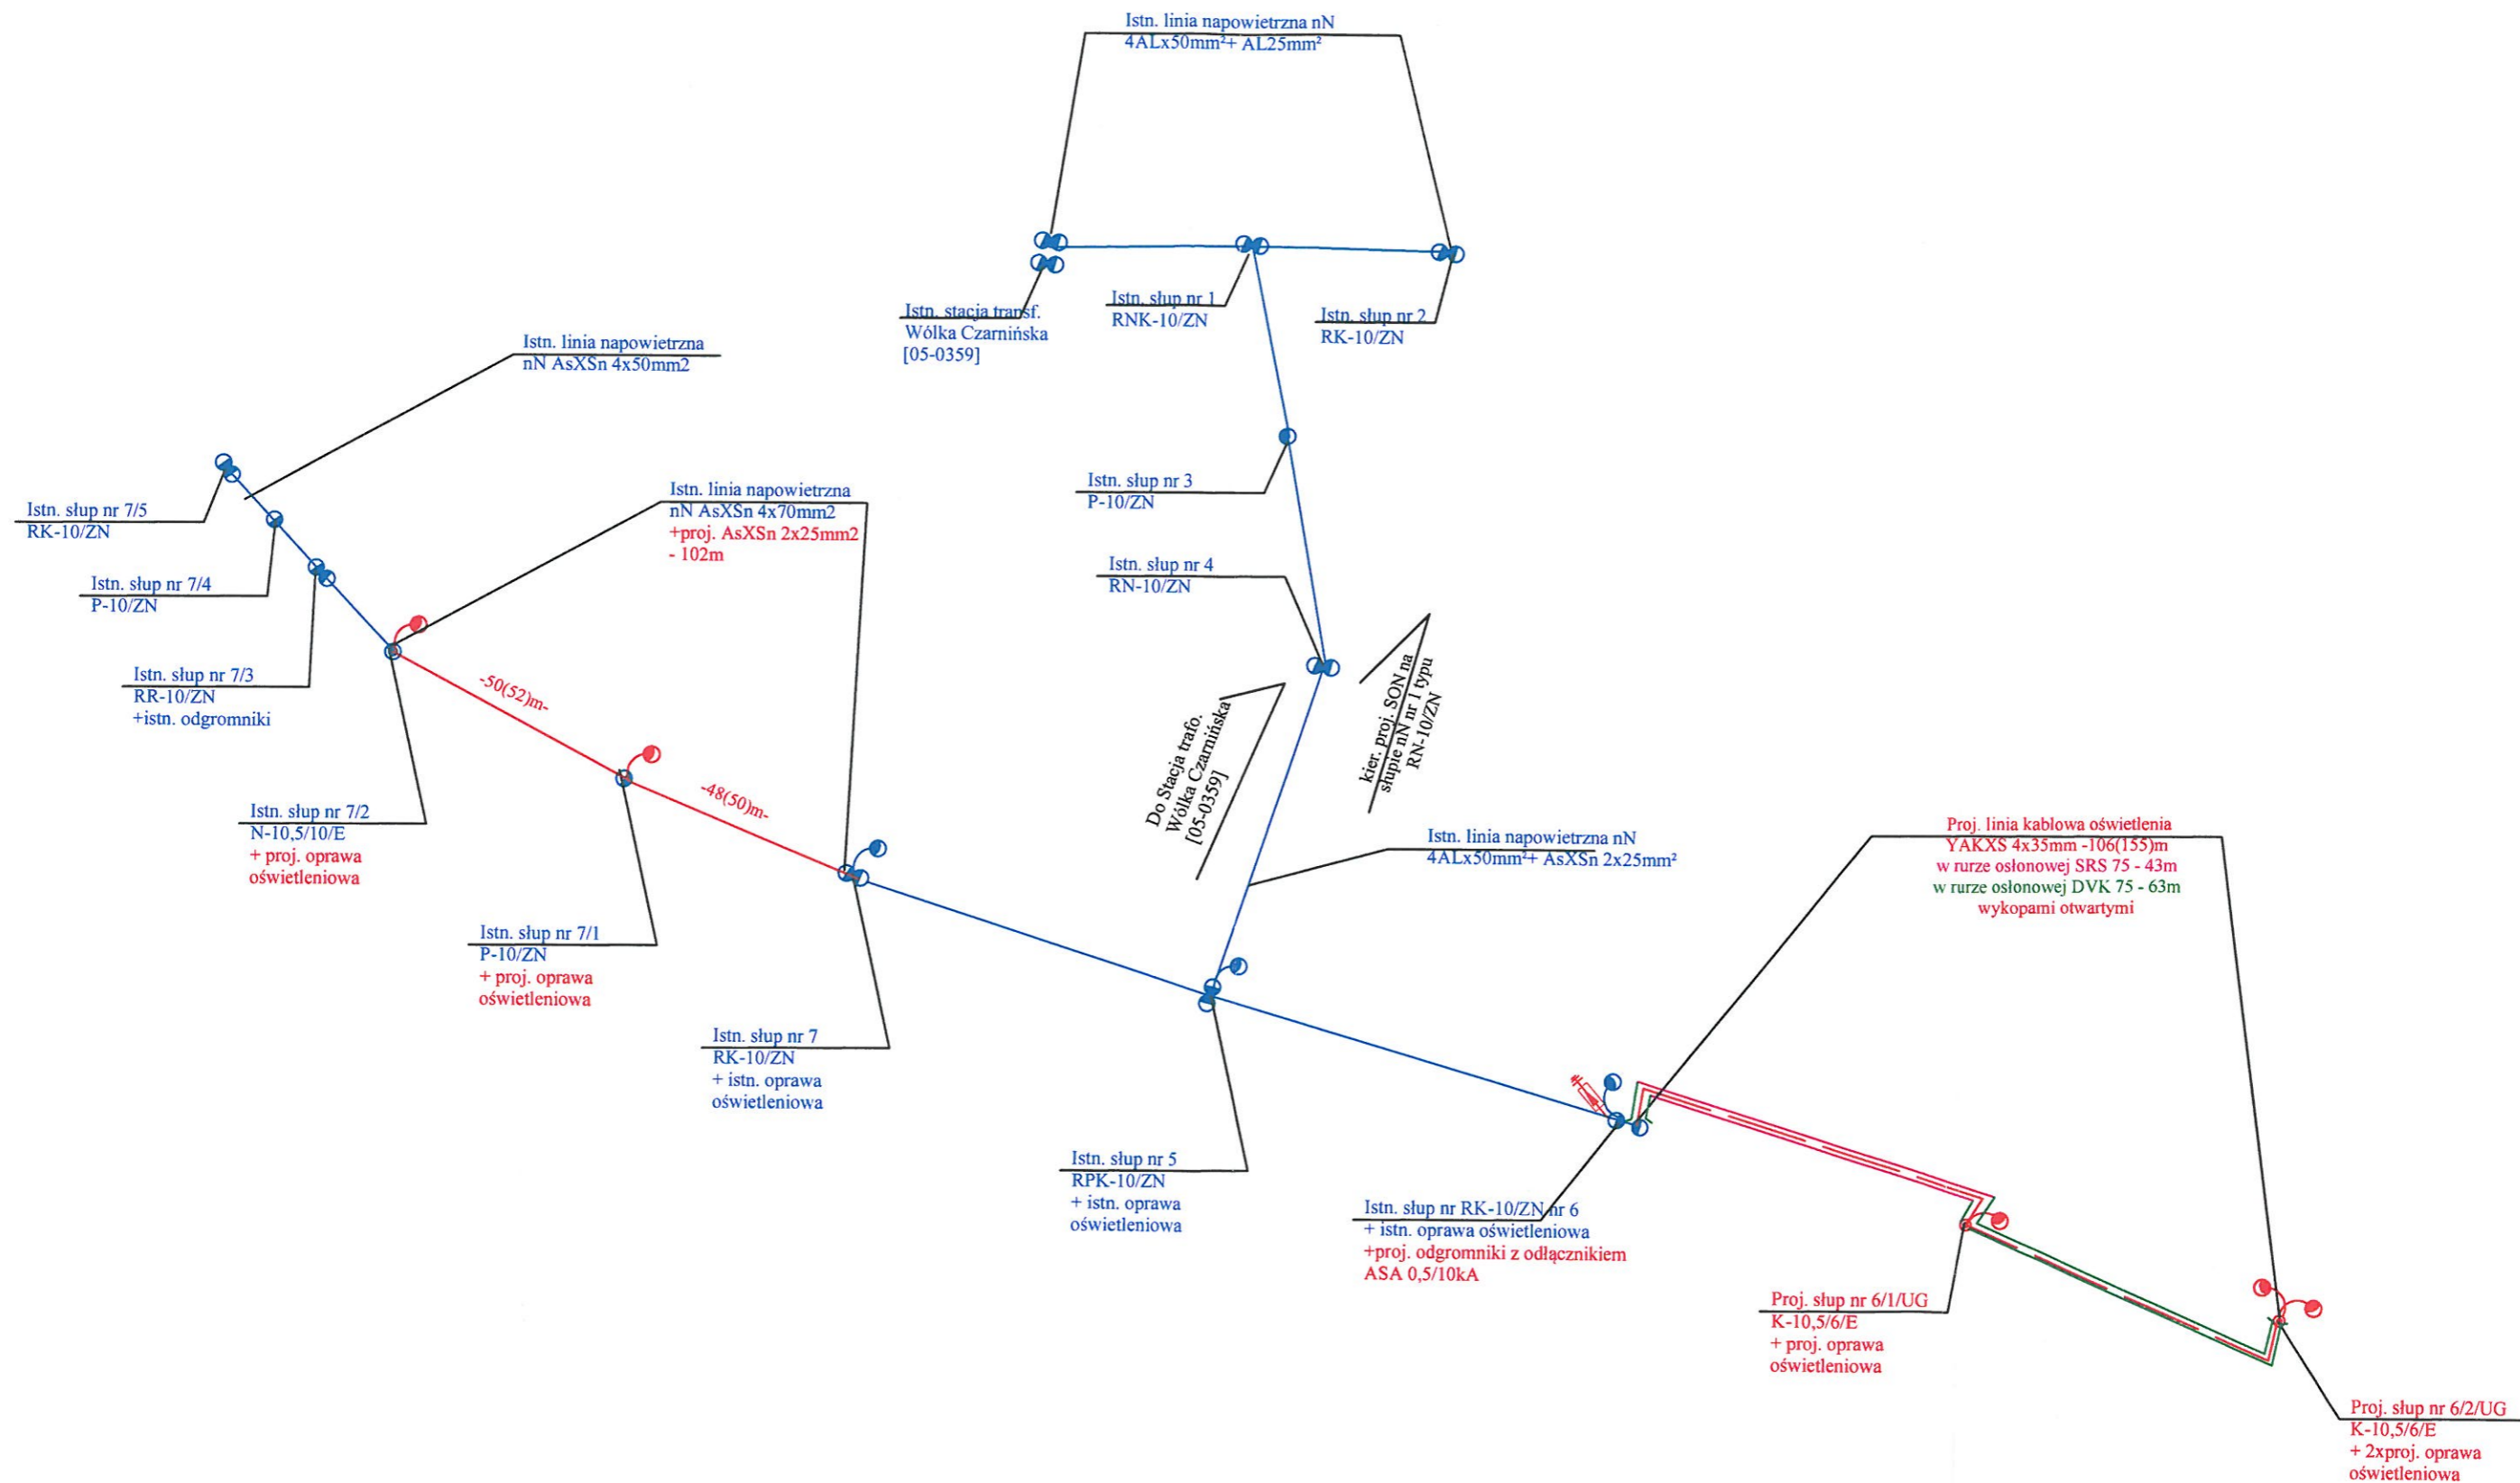 Istn. linia napowietrzna nN
4ALx50mm²+ AL25mm²
Istn. stacja transf.
Wólka Czarnińska
[05-0359]
Istn. słup nr 1
RNK-10/ZN
Istn. słup nr 2
RK-10/ZN
Istn. linia napowietrzna
nN AsXSn 4x50mm2
Istn. słup nr 7/5
RK-10/ZN
Istn. linia napowietrzna
nN AsXSn 4x70mm2
+proj. AsXSn 2x25mm2
- 102m
Istn. słup nr 3
P-10/ZN
Istn. słup nr 7/4
P-10/ZN
Istn. słup nr 4
RN-10/ZN
Istn. słup nr 7/3
RR-10/ZN
+istn. odgromniki
-50(52)m-
kier. proj. SON na
słupie nN nr 1 typu
RN-10/ZN
Do Stacja trafo.
Wólka Czarnińska
[05-0359]
Istn. słup nr 7/2
N-10,5/10/E
+ proj. oprawa
oświetleniowa
-48(50)m-
Istn. linia napowietrzna nN
4ALx50mm²+ AsXSn 2x25mm²
Proj. linia kablowa oświetlenia
YAKXS 4x35mm -106(155)m
w rurze osłonowej SRS 75 - 43m
w rurze osłonowej DVK 75 - 63m
wykopami otwartymi
Istn. słup nr 7/1
P-10/ZN
+ proj. oprawa
oświetleniowa
Istn. słup nr 7
RK-10/ZN
+ istn. oprawa
oświetleniowa
Istn. słup nr 5
RPK-10/ZN
+ istn. oprawa
oświetleniowa
Istn. słup nr RK-10/ZN nr 6
+ istn. oprawa oświetleniowa
+proj. odgromniki z odłącznikiem
ASA 0,5/10kA
Proj. słup nr 6/1/UG
K-10,5/6/E
+ proj. oprawa
oświetleniowa
Proj. słup nr 6/2/UG
K-10,5/6/E
+ 2xproj. oprawa
oświetleniowa